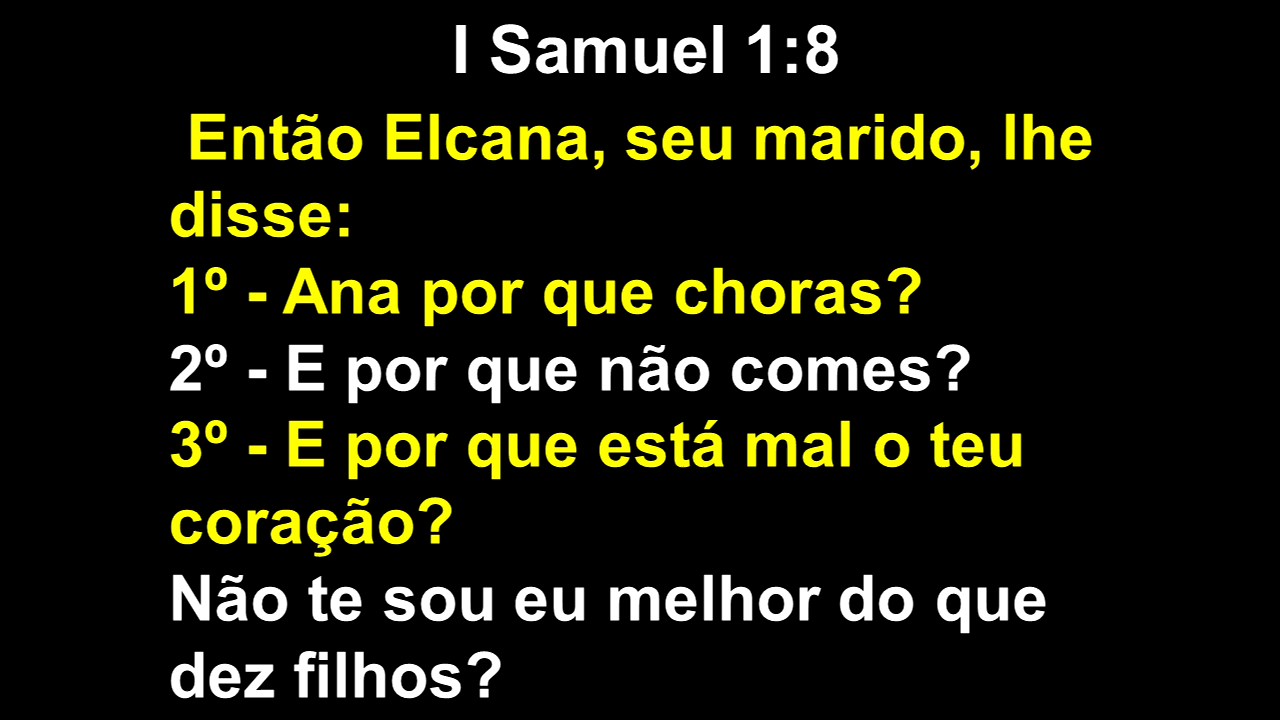 I Samuel 1:8
Então Elcana, seu marido, lhe
disse:
1º - Ana por que choras?
2º - E por que não comes?
3º - E por que está mal o teu
coração?
Não te sou eu melhor do que
dez filhos?